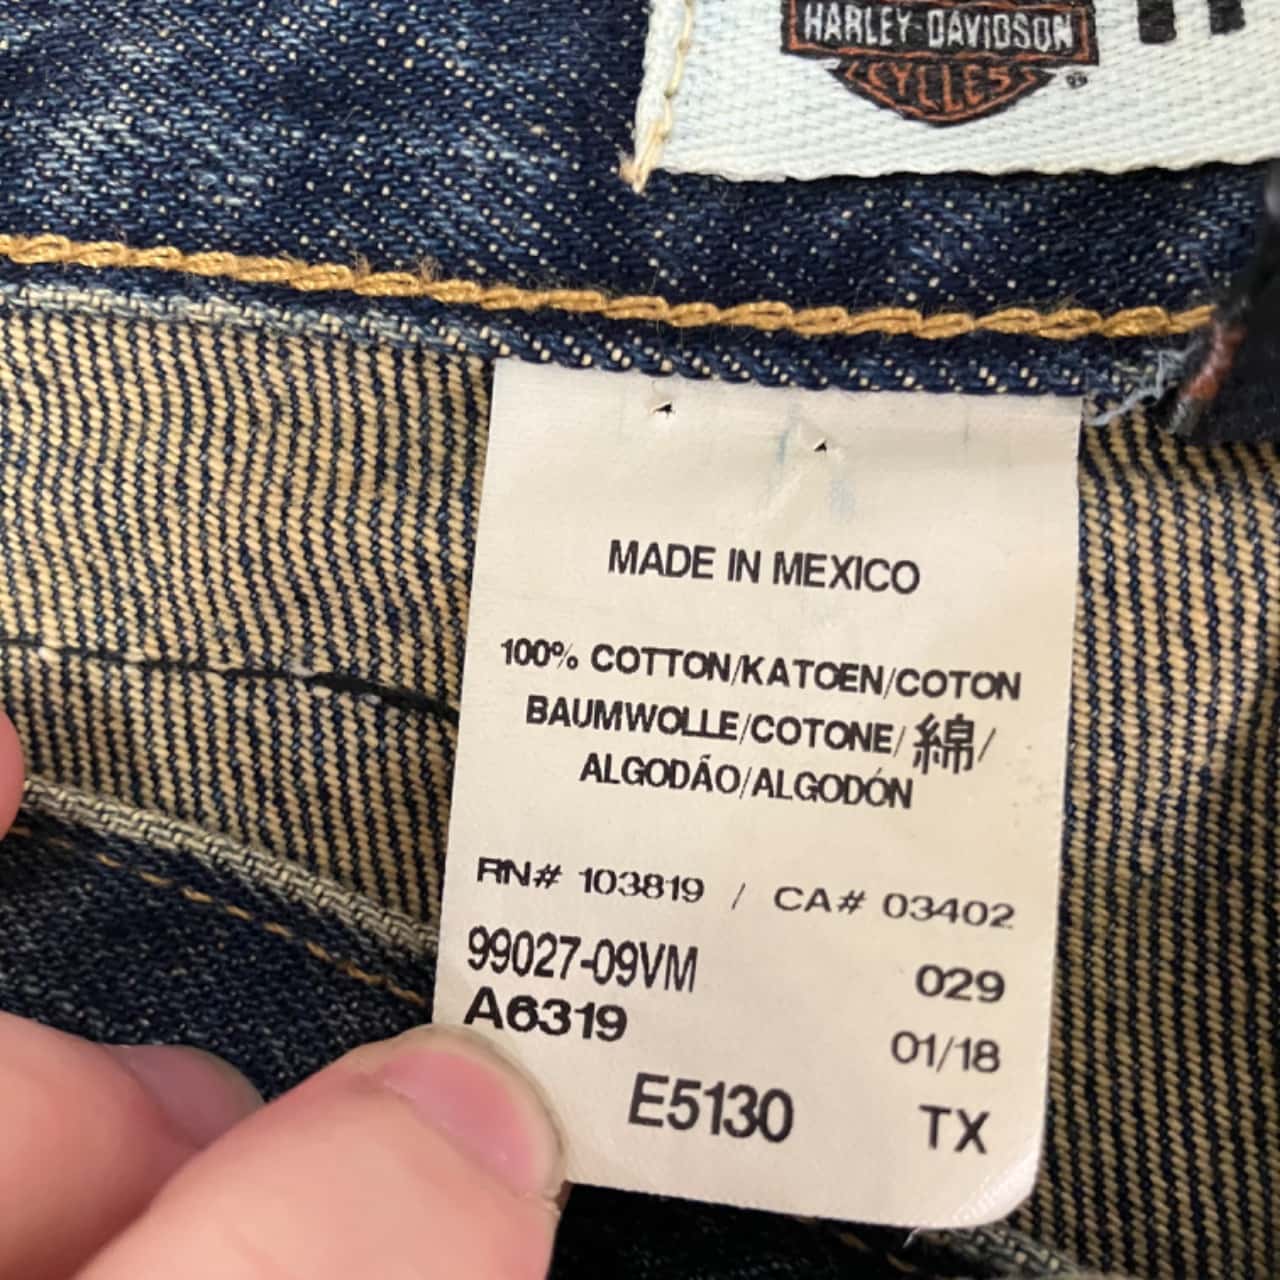 HARLEY-DAVIDSON
CYCLES
MADE IN MEXICO
100% COTTON/KATOEN/COTON
BAUMWOLLE/COTONE/綿/
ALGODÃO/ALGODÓN
RN# 103819 / CA# 03402
99027-09VM 029
A6319 01/18
E5130 TX